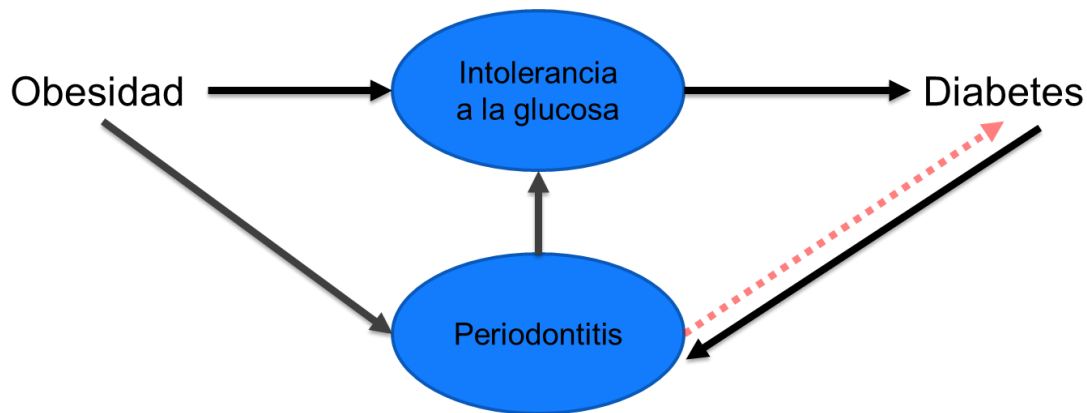 Obesidad
Intolerancia
a la glucosa
Diabetes
Periodontitis